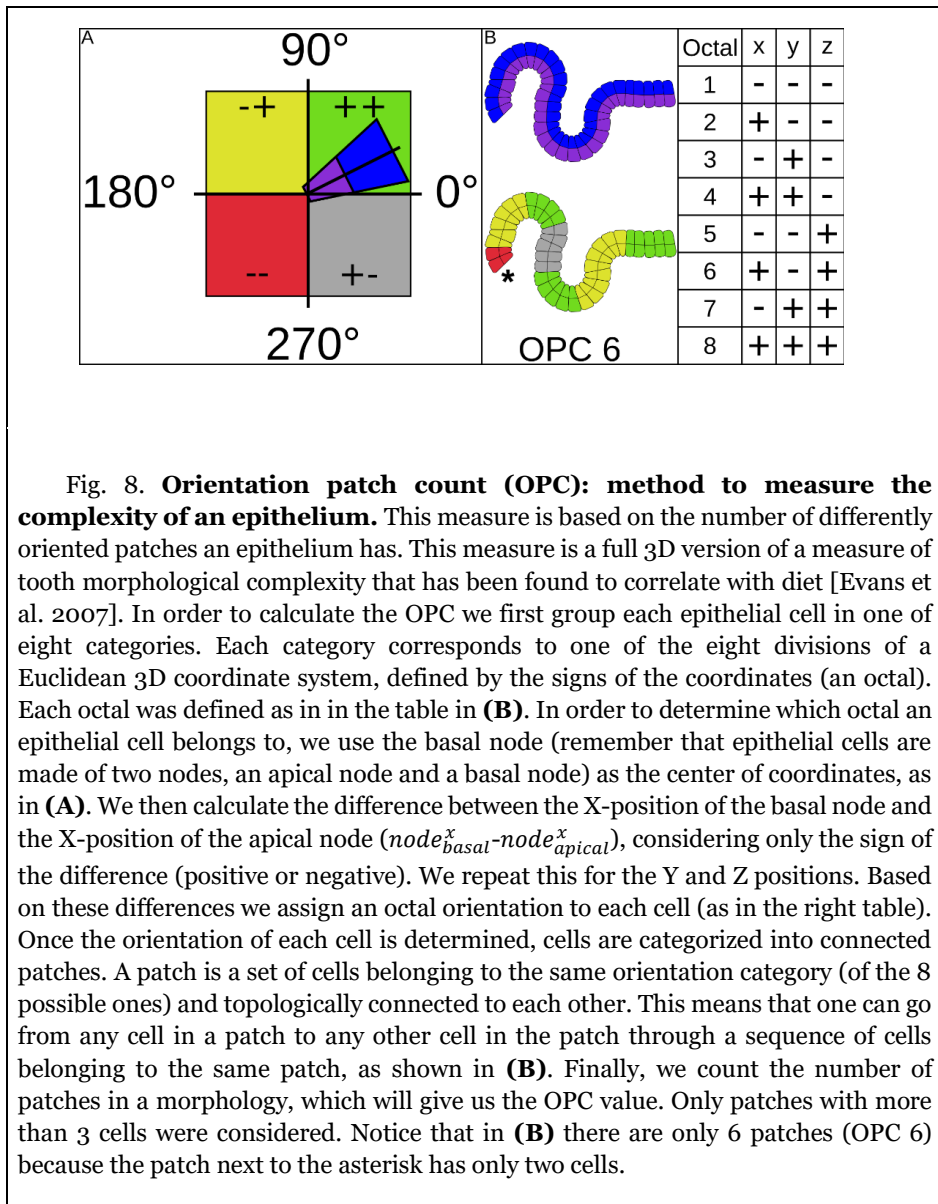 A
90°
-+
++
180°
0°
--
+-
270°
B
*
OPC 6
Octal x y z
1 - - -
2 + - -
3 - + -
4 + + -
5 - - +
6 + - +
7 - + +
8 + + +
Fig. 8. Orientation patch count (OPC): method to measure the
complexity of an epithelium. This measure is based on the number of differently
oriented patches an epithelium has. This measure is a full 3D version of a measure of
tooth morphological complexity that has been found to correlate with diet [Evans et
al. 2007]. In order to calculate the OPC we first group each epithelial cell in one of
eight categories. Each category corresponds to one of the eight divisions of a
Euclidean 3D coordinate system, defined by the signs of the coordinates (an octal).
Each octal was defined as in in the table in (B). In order to determine which octal an
epithelial cell belongs to, we use the basal node (remember that epithelial cells are
made of two nodes, an apical node and a basal node) as the center of coordinates, as
in (A). We then calculate the difference between the X-position of the basal node and
the X-position of the apical node (node^x_basal-node^x_apical), considering only the sign of
the difference (positive or negative). We repeat this for the Y and Z positions. Based
on these differences we assign an octal orientation to each cell (as in the right table).
Once the orientation of each cell is determined, cells are categorized into connected
patches. A patch is a set of cells belonging to the same orientation category (of the 8
possible ones) and topologically connected to each other. This means that one can go
from any cell in a patch to any other cell in the patch through a sequence of cells
belonging to the same patch, as shown in (B). Finally, we count the number of
patches in a morphology, which will give us the OPC value. Only patches with more
than 3 cells were considered. Notice that in (B) there are only 6 patches (OPC 6)
because the patch next to the asterisk has only two cells.